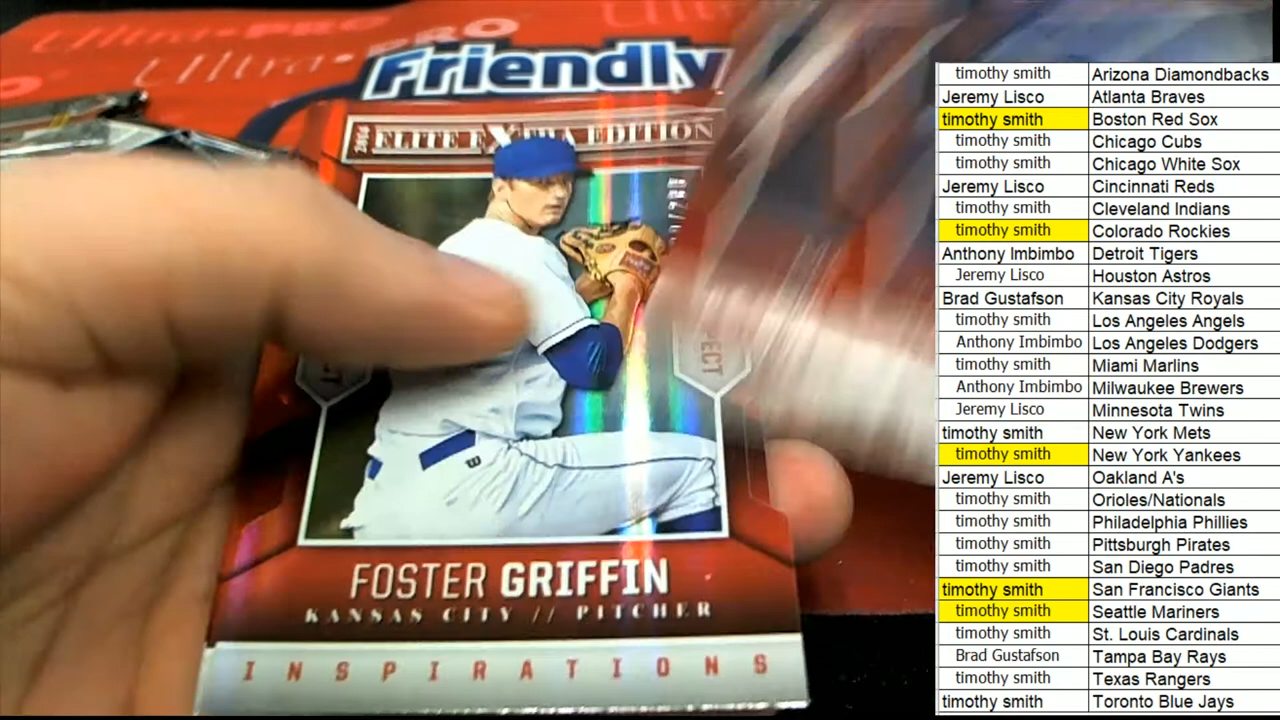 Ultra•PRO
Ultra•PRO
Friendly
ELITE EXTRA EDITION
FOSTER GRIFFIN
KANSAS CITY // PITCHER
INSPIRATIONS
timothy smith Arizona Diamondbacks
Jeremy Lisco Atlanta Braves
timothy smith Boston Red Sox
timothy smith Chicago Cubs
timothy smith Chicago White Sox
Jeremy Lisco Cincinnati Reds
timothy smith Cleveland Indians
timothy smith Colorado Rockies
Anthony Imbimbo Detroit Tigers
Jeremy Lisco Houston Astros
Brad Gustafson Kansas City Royals
timothy smith Los Angeles Angels
Anthony Imbimbo Los Angeles Dodgers
timothy smith Miami Marlins
Anthony Imbimbo Milwaukee Brewers
Jeremy Lisco Minnesota Twins
timothy smith New York Mets
timothy smith New York Yankees
Jeremy Lisco Oakland A's
timothy smith Orioles/Nationals
timothy smith Philadelphia Phillies
timothy smith Pittsburgh Pirates
timothy smith San Diego Padres
timothy smith San Francisco Giants
timothy smith Seattle Mariners
timothy smith St. Louis Cardinals
Brad Gustafson Tampa Bay Rays
timothy smith Texas Rangers
timothy smith Toronto Blue Jays